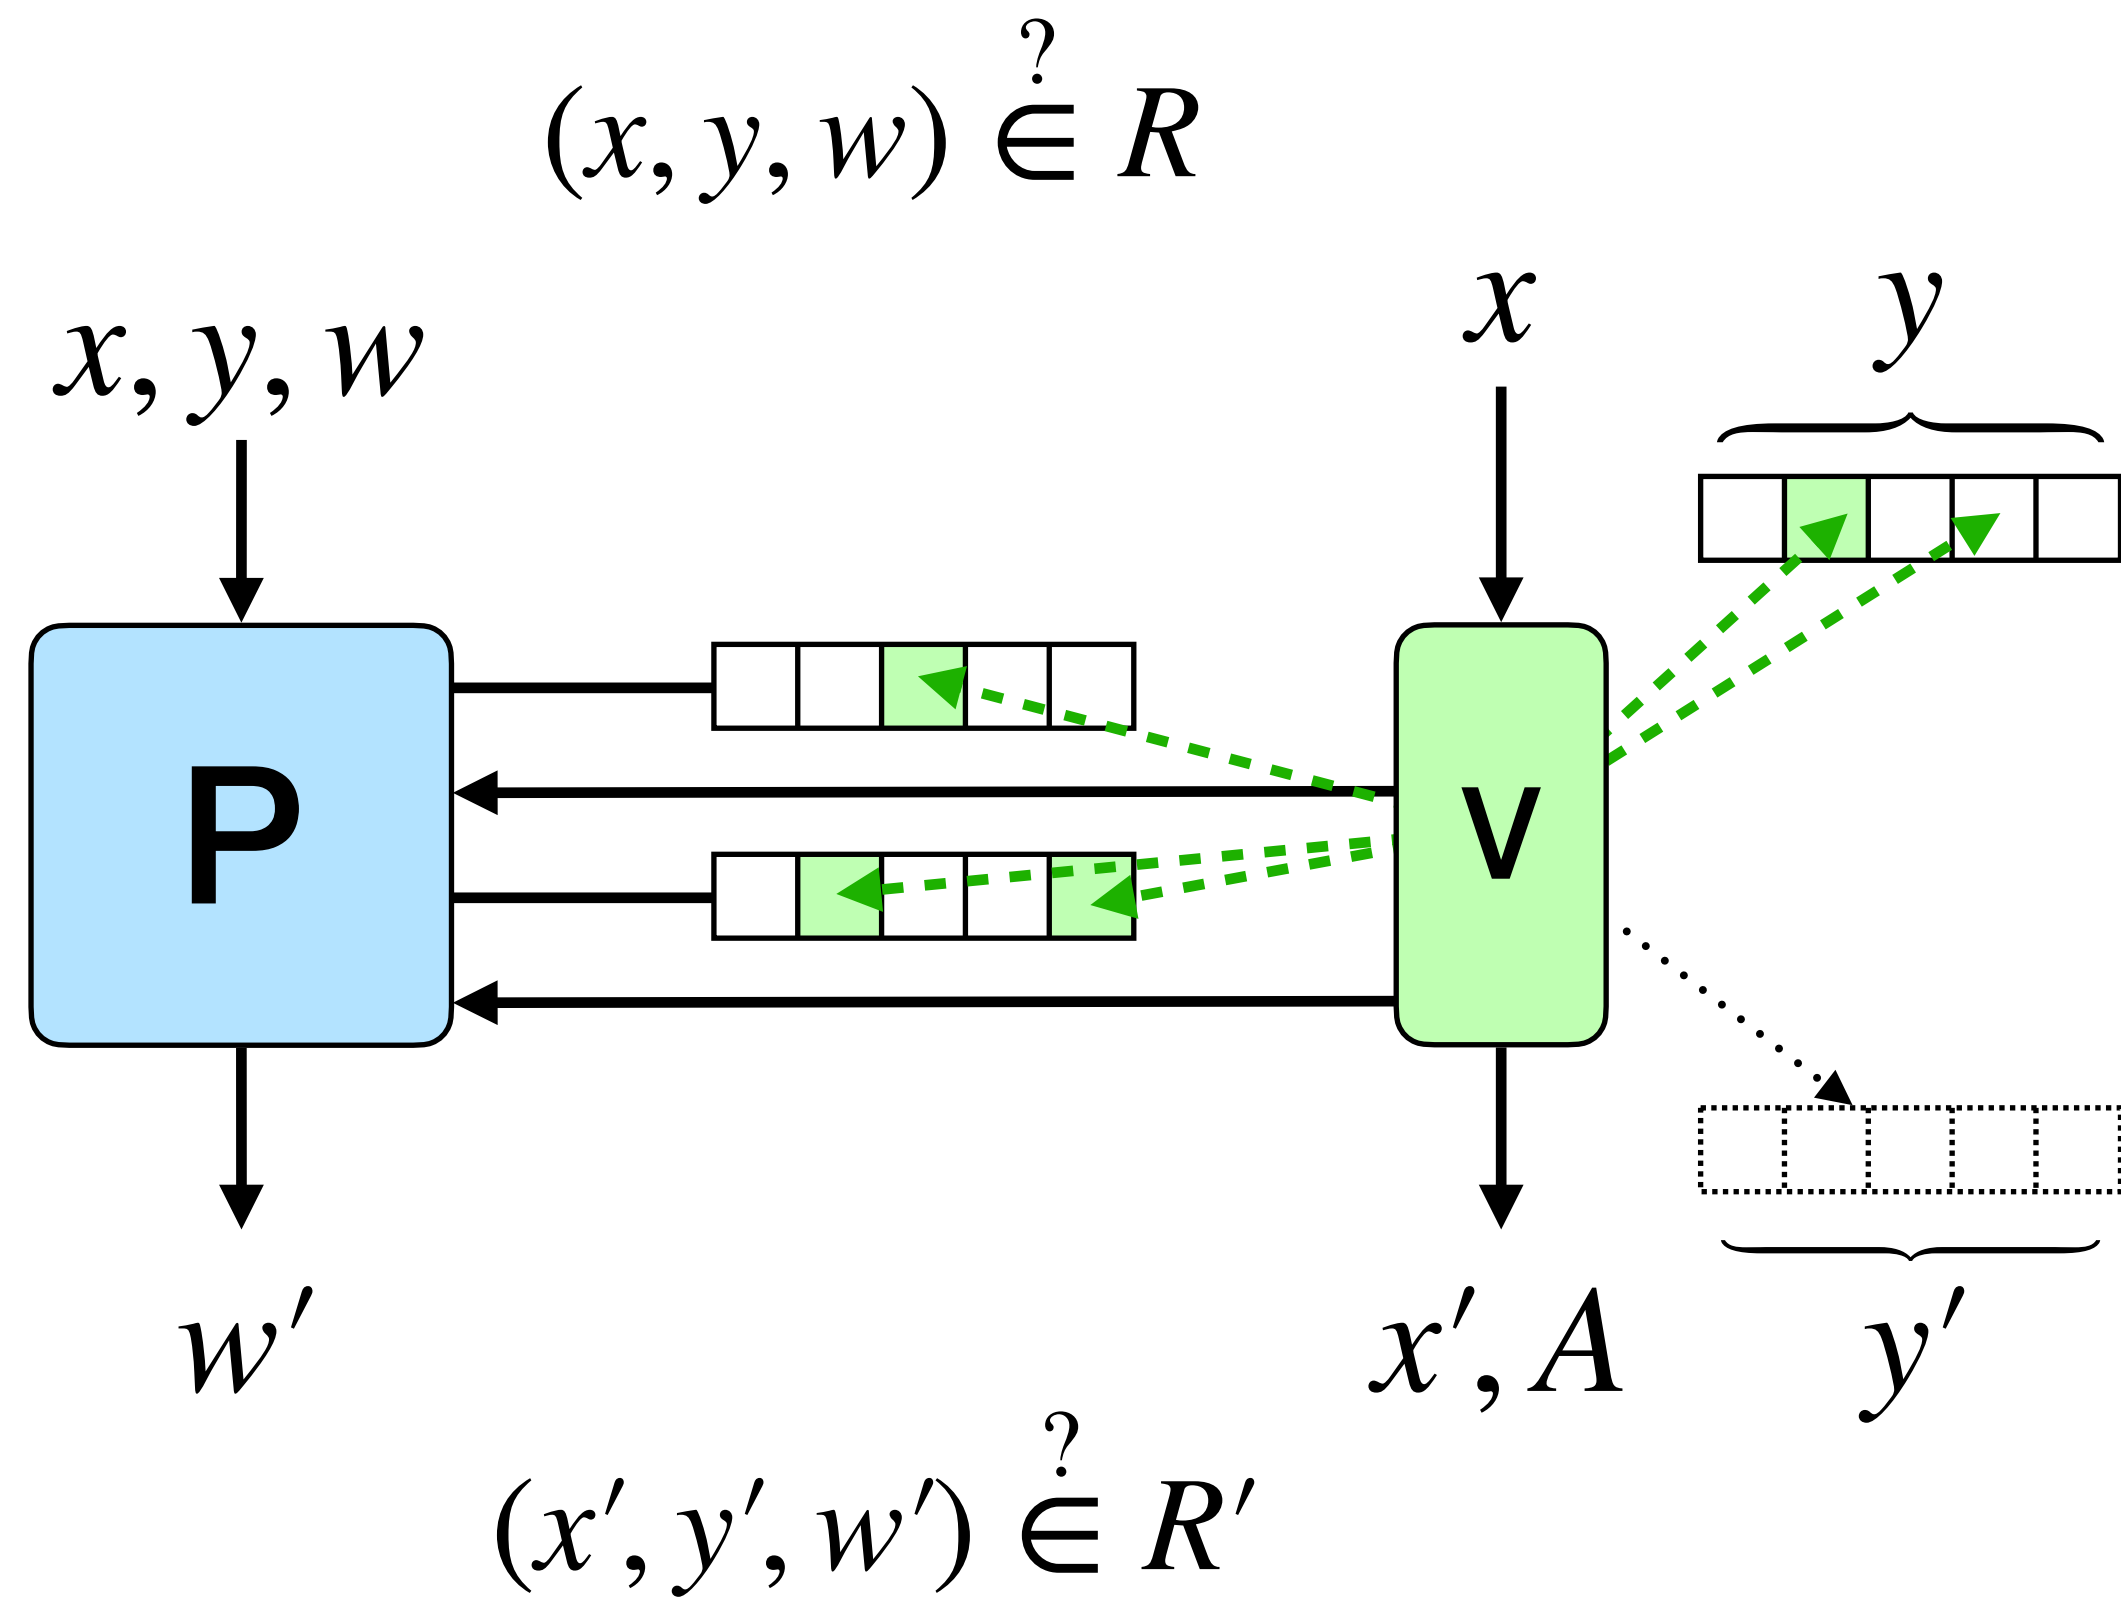 (x, y, w) ∈? R
x, y, w
x
y
P
V
w′
x′, A
y′
(x′, y′, w′) ∈? R′